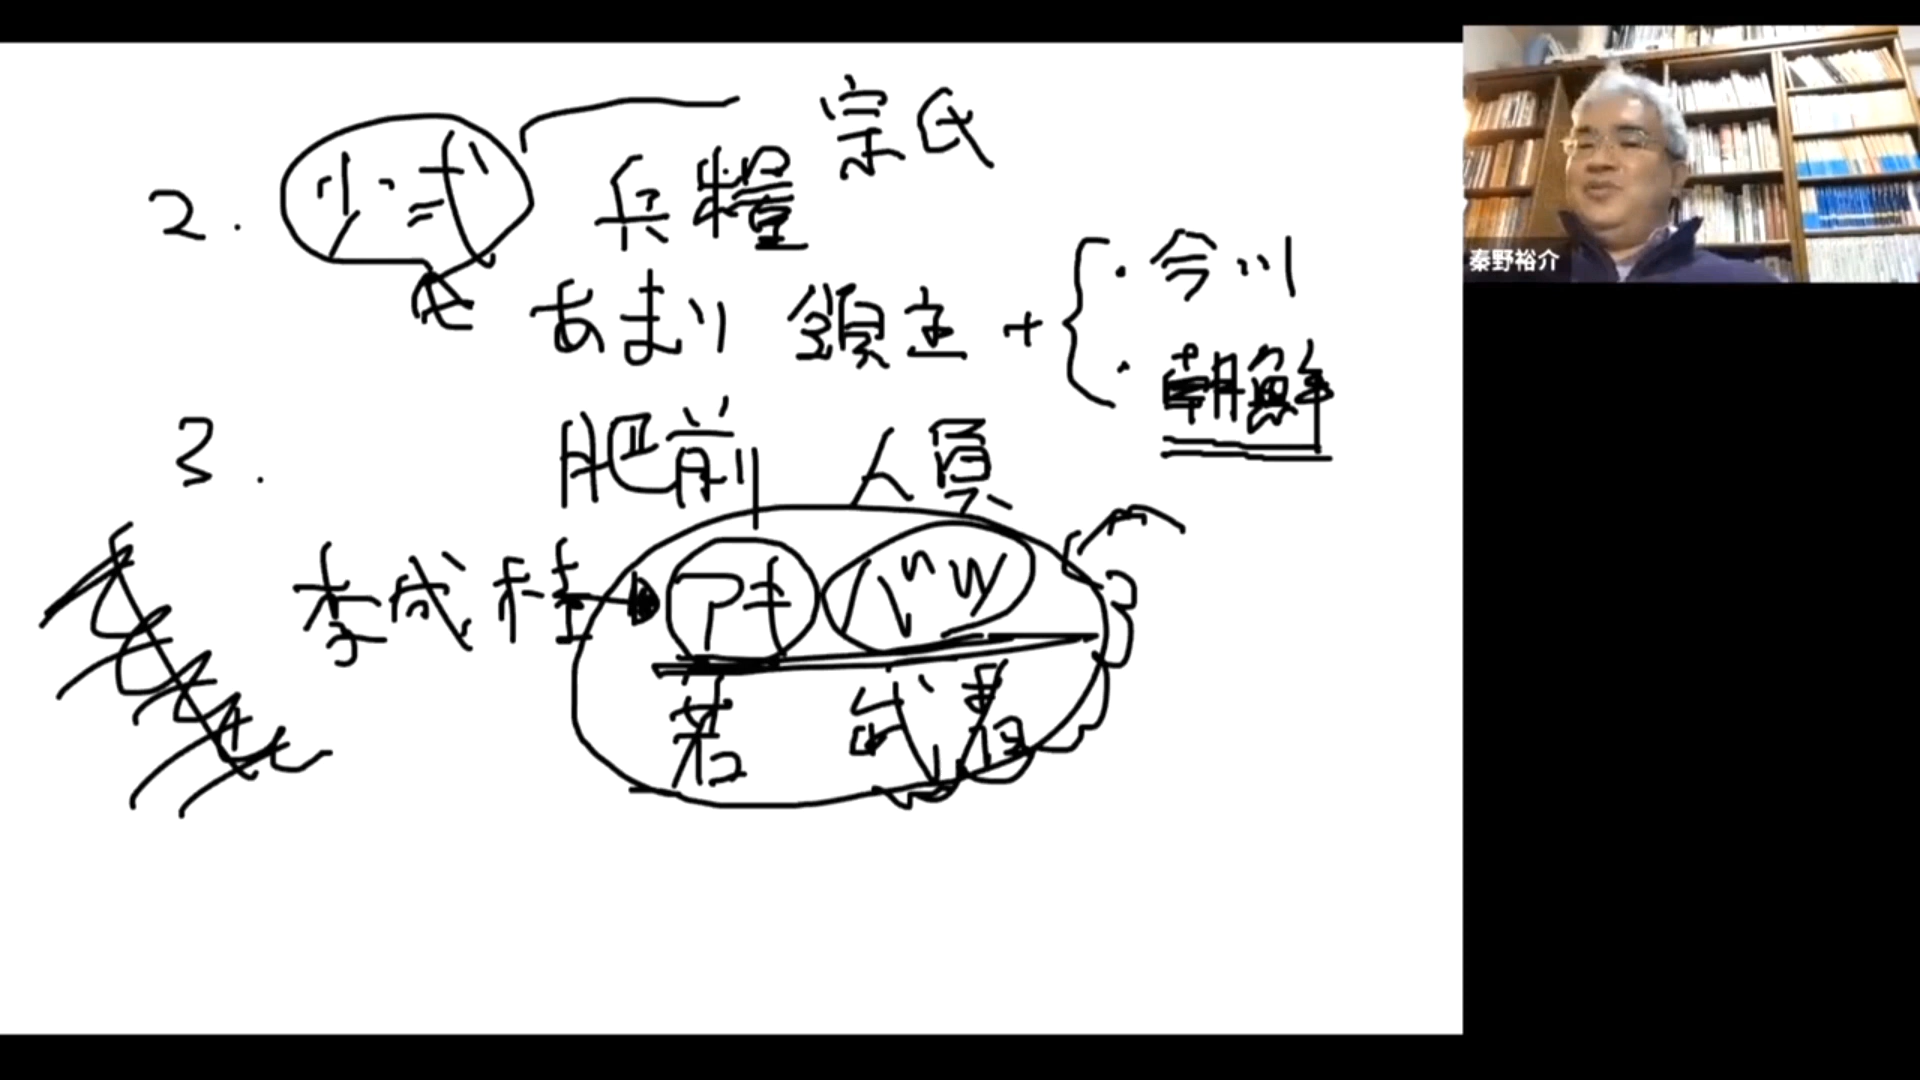 宗氏
2. 少弐 兵糧
あまり 領主 + ・今川
・朝鮮
3. 肥前 人員
李成桂 アキ バツ
若 武者
秦野裕介